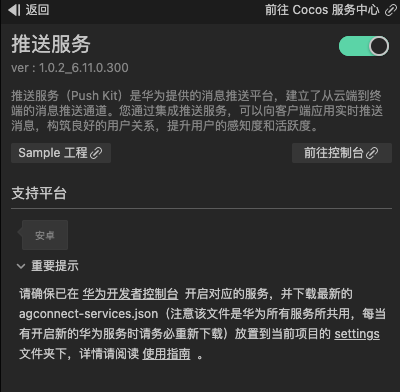 返回 前往 Cocos 服务中心
推送服务
ver : 1.0.2_6.11.0.300
推送服务（Push Kit）是华为提供的消息推送平台，建立了从云端到终
端的消息推送通道。您通过集成推送服务，可以向客户端应用实时推送
消息，构筑良好的用户关系，提升用户的感知度和活跃度。
Sample 工程 前往控制台
支持平台
安卓
重要提示
请确保已在 华为开发者控制台 开启对应的服务，并下载最新的
agconnect-services.json（注意该文件是华为所有服务所共用，每当
有开启新的华为服务时请务必重新下载）放置到当前项目的 settings
文件夹下，详情请阅读 使用指南 。